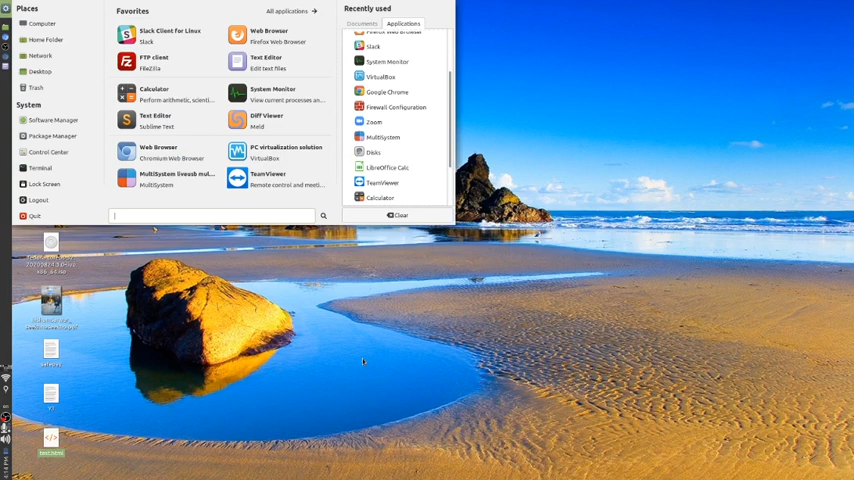 Places
Computer
Home Folder
Network
Desktop
Trash
System
Software Manager
Package Manager
Control Center
Terminal
Lock Screen
Logout
Quit
Favorites
All applications
Slack Client for Linux
Slack
Web Browser
Firefox Web Browser
FTP client
FileZilla
Text Editor
Edit text files
Calculator
Perform arithmetic, scienti...
System Monitor
View current processes an...
Text Editor
Sublime Text
Diff Viewer
Meld
Web Browser
Chromium Web Browser
PC virtualization solution
VirtualBox
MultiSystem liveusb mul...
MultiSystem
TeamViewer
Remote control and meeti...
Recently used
Documents
Applications
Firefox Web Browser
Slack
System Monitor
VirtualBox
Google Chrome
Firewall Configuration
Zoom
MultiSystem
Disks
LibreOffice Calc
TeamViewer
Calculator
Clear
test.html